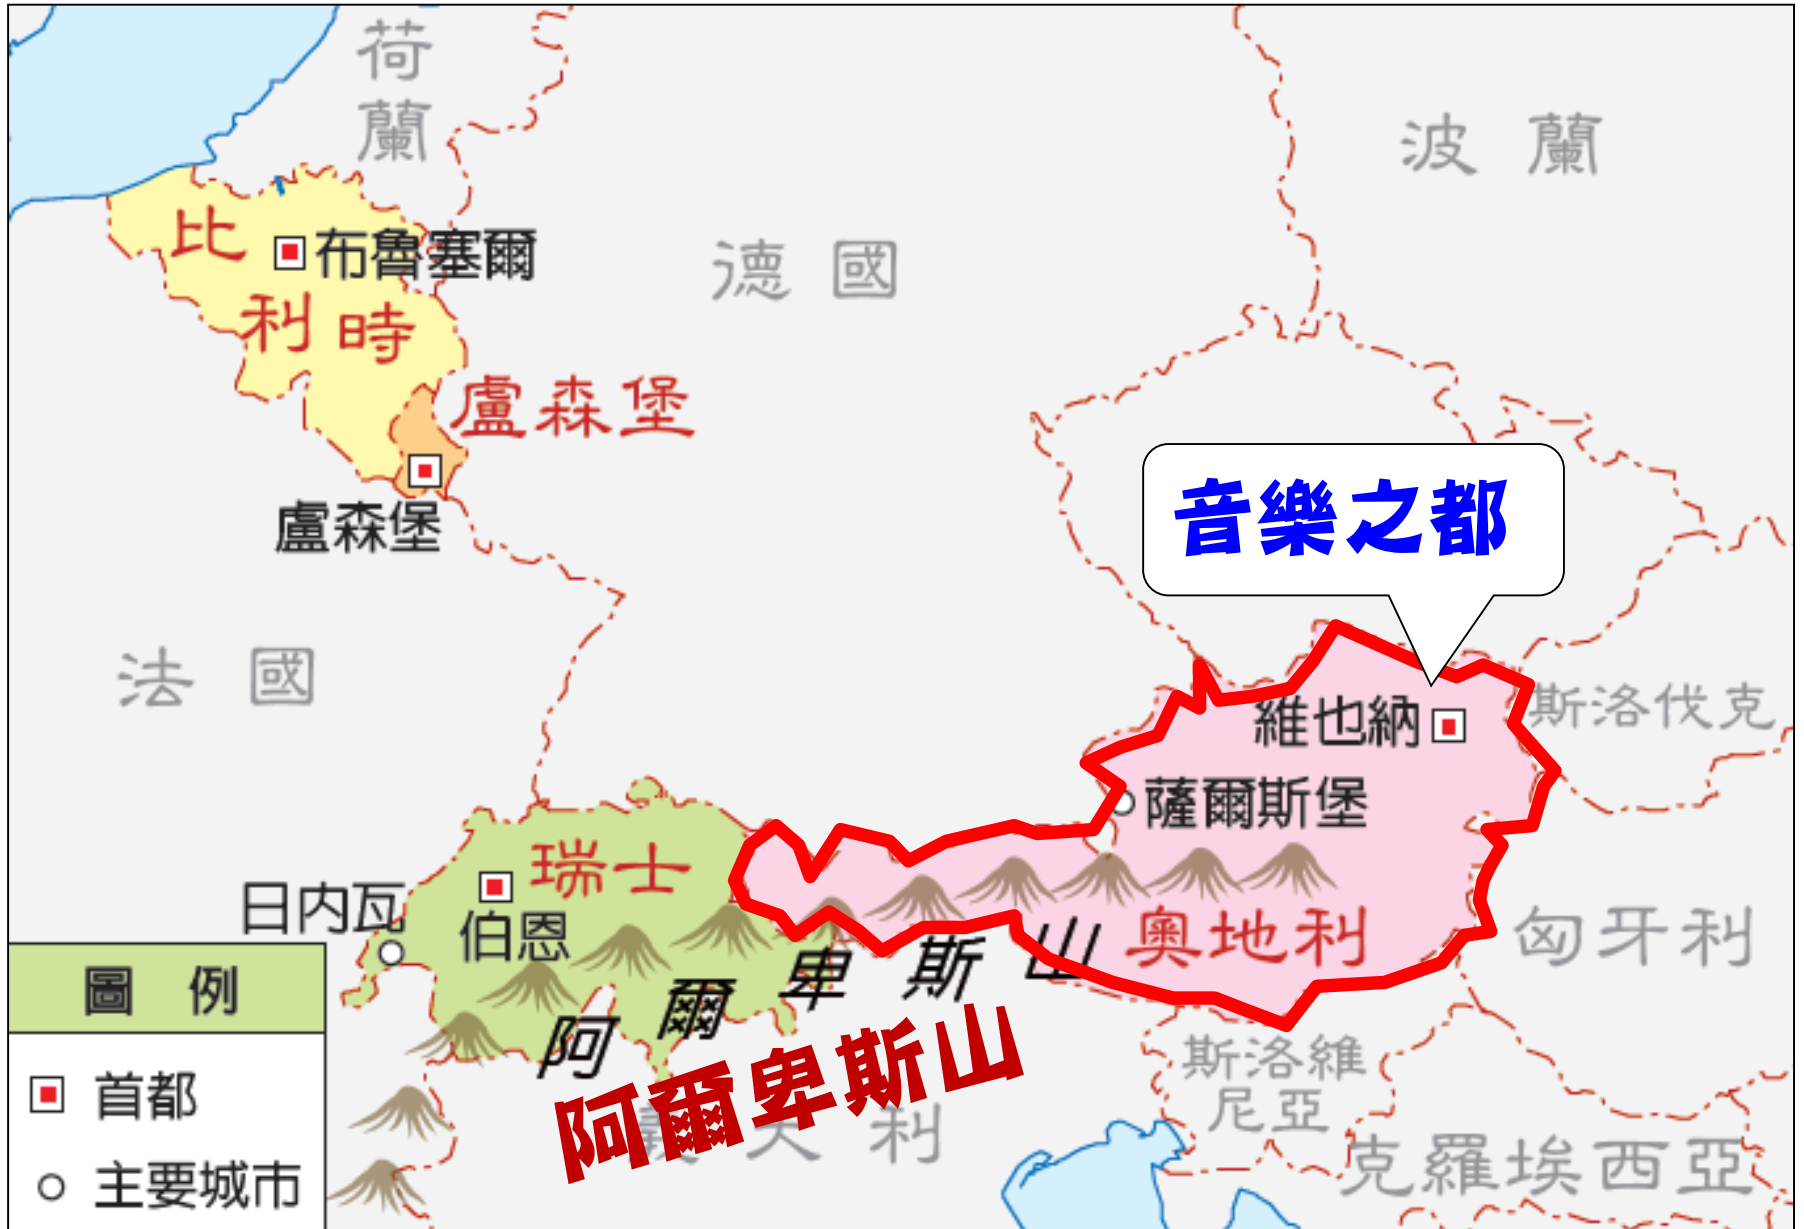 荷蘭
波蘭
比利時
布魯塞爾
德國
盧森堡
盧森堡
音樂之都
法國
維也納
斯洛伐克
薩爾斯堡
瑞士
日內瓦
伯恩
奧地利
匈牙利
阿爾卑斯山
阿爾卑斯山
義大利
斯洛維
尼亞
克羅埃西亞
圖例
首都
主要城市